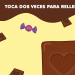 TOCA DOS VECES PARA RELLE